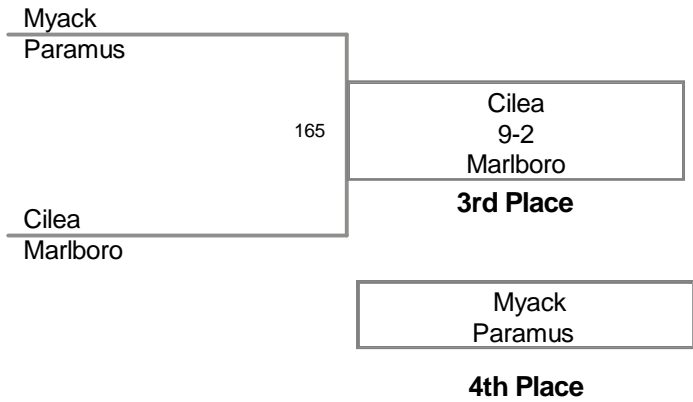 Myack
Paramus
165
Cilea
9-2
Marlboro
3rd Place
Cilea
Marlboro
Myack
Paramus
4th Place